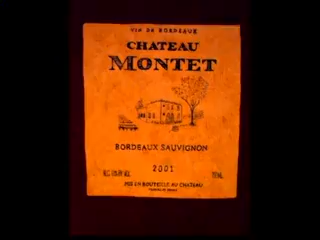 VIN DE BORDEAUX
CHATEAU
MONTET
BORDEAUX SAUVIGNON
2001
MIS EN BOUTEILLE AU CHATEAU